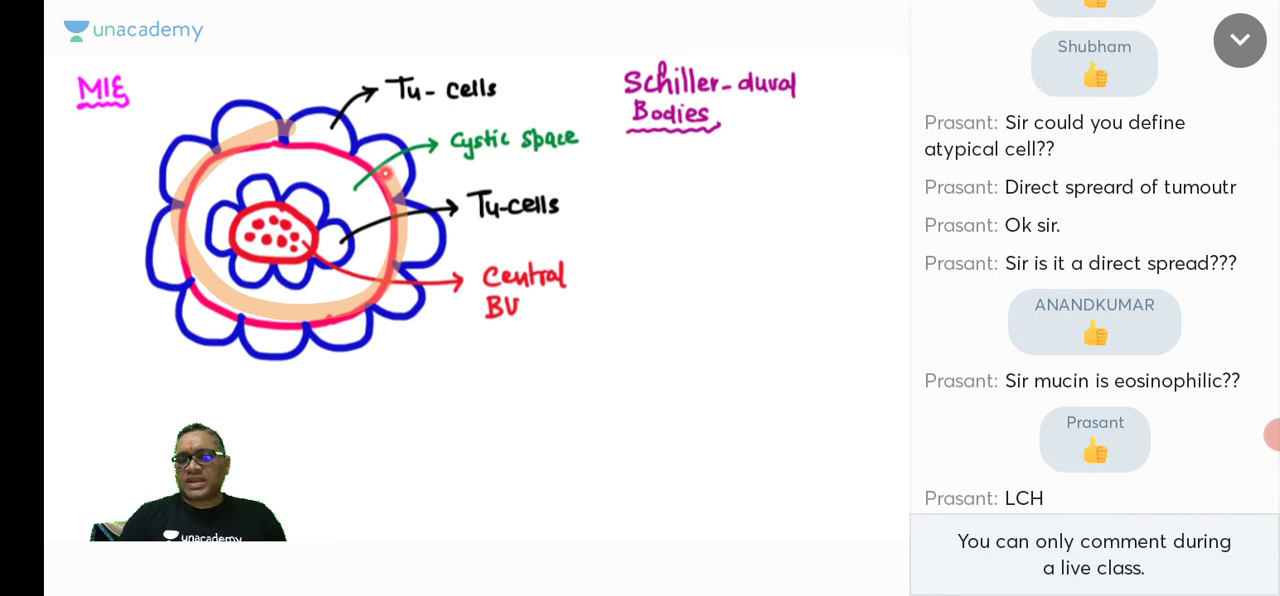 unacademy
MIE
Tu- cells
Cystic Space
Tu-cells
Central
BV
Schiller-duval
Bodies
unacademy
Shubham
Prasant: Sir could you define
atypical cell??
Prasant: Direct spreard of tumoutr
Prasant: Ok sir.
Prasant: Sir is it a direct spread???
ANANDKUMAR
Prasant: Sir mucin is eosinophilic??
Prasant
Prasant: LCH
You can only comment during
a live class.